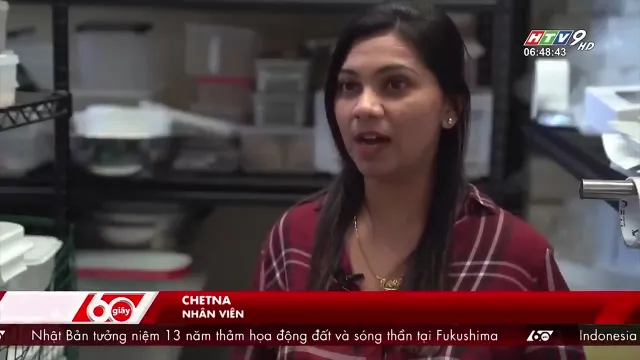 HTV9 HD
06:48:43
60 giây
CHETNA
NHÂN VIÊN
Nhật Bản tưởng niệm 13 năm thảm họa động đất và sóng thần tại Fukushima 60 Indonesia